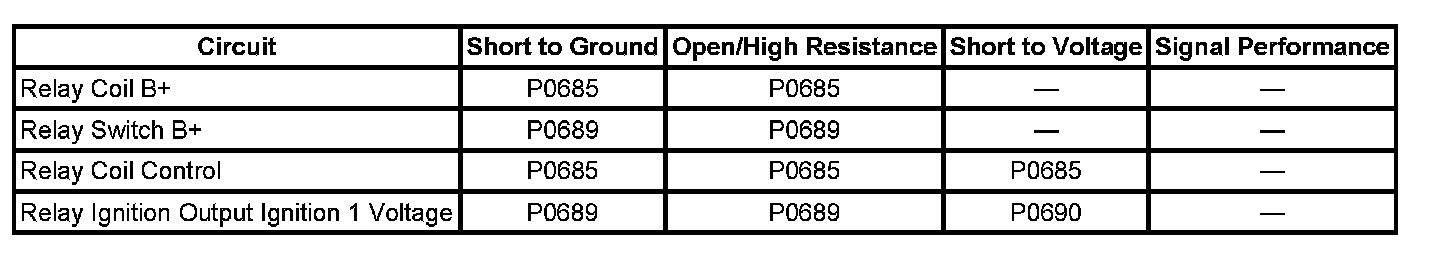 Circuit Short to Ground Open/High Resistance Short to Voltage Signal Performance
Relay Coil B+ P0685 P0685 — —
Relay Switch B+ P0689 P0689 — —
Relay Coil Control P0685 P0685 P0685 —
Relay Ignition Output Ignition 1 Voltage P0689 P0689 P0690 —